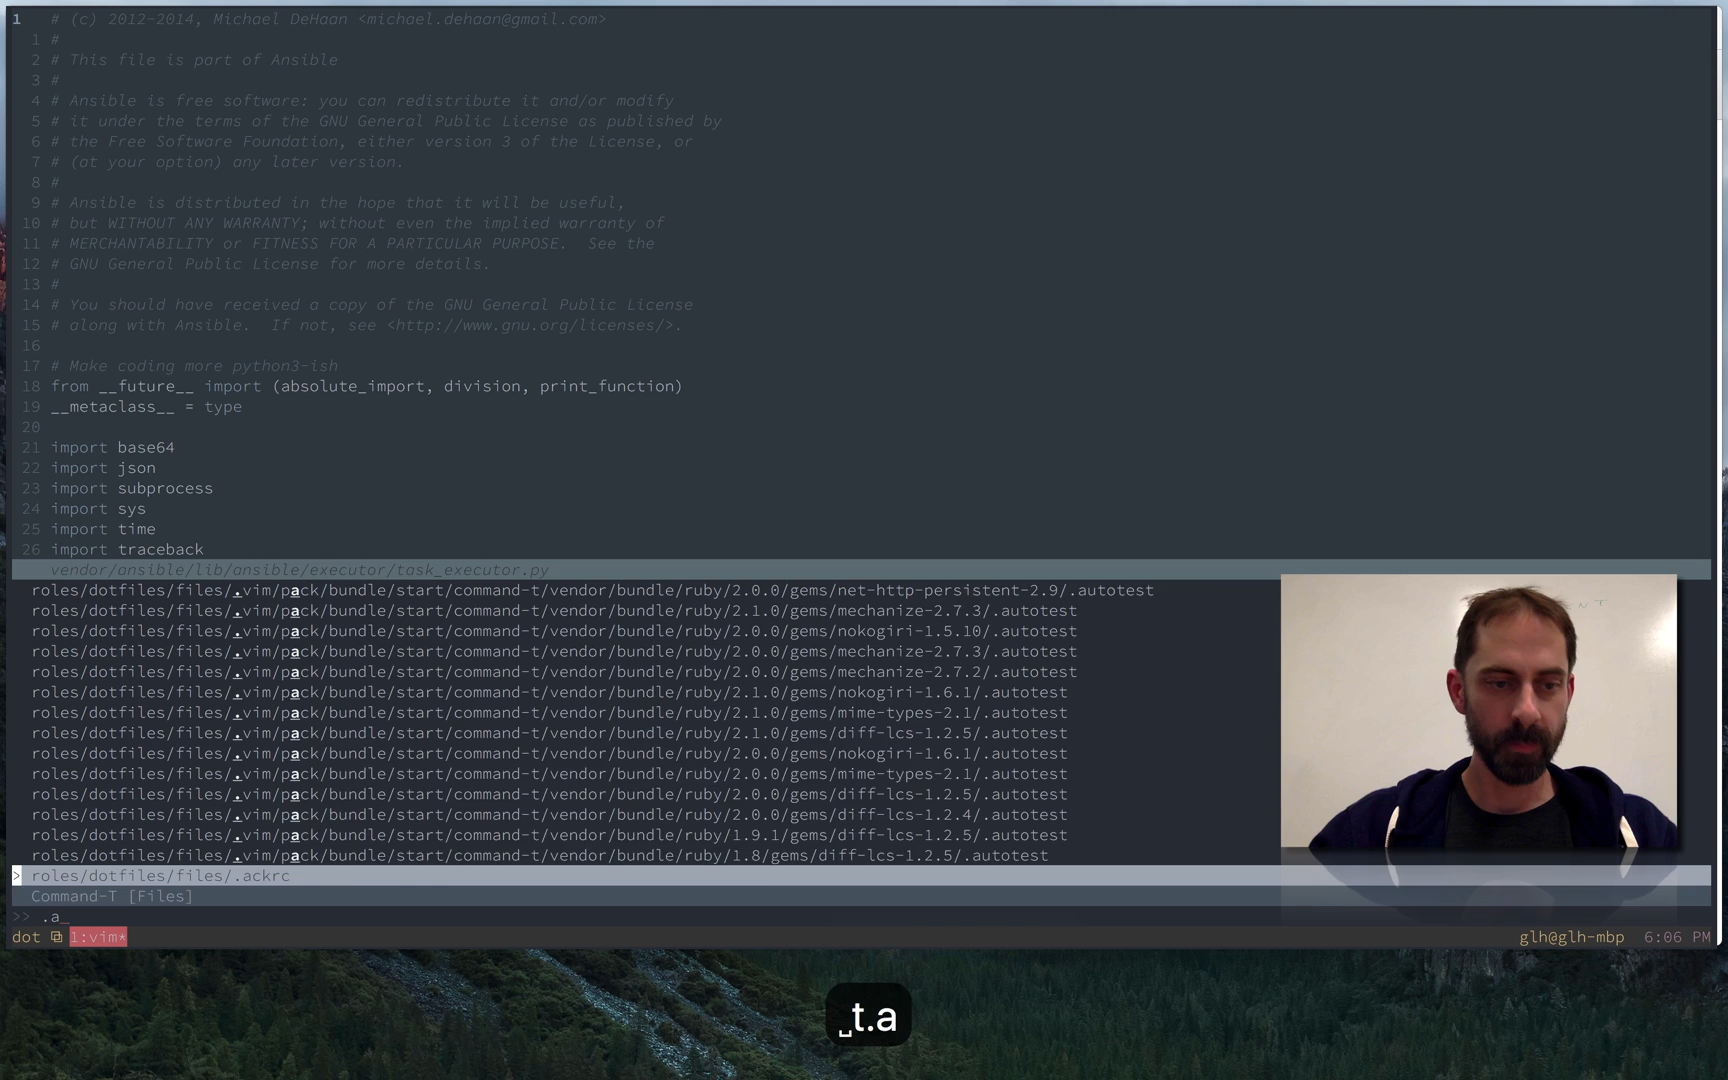 1 # (c) 2012-2014, Michael DeHaan <michael.dehaan@gmail.com>
1 #
2 # This file is part of Ansible
3 #
4 # Ansible is free software: you can redistribute it and/or modify
5 # it under the terms of the GNU General Public License as published by
6 # the Free Software Foundation, either version 3 of the License, or
7 # (at your option) any later version.
8 #
9 # Ansible is distributed in the hope that it will be useful,
10 # but WITHOUT ANY WARRANTY; without even the implied warranty of
11 # MERCHANTABILITY or FITNESS FOR A PARTICULAR PURPOSE.  See the
12 # GNU General Public License for more details.
13 #
14 # You should have received a copy of the GNU General Public License
15 # along with Ansible.  If not, see <http://www.gnu.org/licenses/>.
16
17 # Make coding more python3-ish
18 from __future__ import (absolute_import, division, print_function)
19 __metaclass__ = type
20
21 import base64
22 import json
23 import subprocess
24 import sys
25 import time
26 import traceback
vendor/ansible/lib/ansible/executor/task_executor.py
roles/dotfiles/files/.vim/pack/bundle/start/command-t/vendor/bundle/ruby/2.0.0/gems/net-http-persistent-2.9/.autotest
roles/dotfiles/files/.vim/pack/bundle/start/command-t/vendor/bundle/ruby/2.1.0/gems/mechanize-2.7.3/.autotest
roles/dotfiles/files/.vim/pack/bundle/start/command-t/vendor/bundle/ruby/2.0.0/gems/nokogiri-1.5.10/.autotest
roles/dotfiles/files/.vim/pack/bundle/start/command-t/vendor/bundle/ruby/2.0.0/gems/mechanize-2.7.3/.autotest
roles/dotfiles/files/.vim/pack/bundle/start/command-t/vendor/bundle/ruby/2.0.0/gems/mechanize-2.7.2/.autotest
roles/dotfiles/files/.vim/pack/bundle/start/command-t/vendor/bundle/ruby/2.1.0/gems/nokogiri-1.6.1/.autotest
roles/dotfiles/files/.vim/pack/bundle/start/command-t/vendor/bundle/ruby/2.1.0/gems/mime-types-2.1/.autotest
roles/dotfiles/files/.vim/pack/bundle/start/command-t/vendor/bundle/ruby/2.1.0/gems/diff-lcs-1.2.5/.autotest
roles/dotfiles/files/.vim/pack/bundle/start/command-t/vendor/bundle/ruby/2.0.0/gems/nokogiri-1.6.1/.autotest
roles/dotfiles/files/.vim/pack/bundle/start/command-t/vendor/bundle/ruby/2.0.0/gems/mime-types-2.1/.autotest
roles/dotfiles/files/.vim/pack/bundle/start/command-t/vendor/bundle/ruby/2.0.0/gems/diff-lcs-1.2.5/.autotest
roles/dotfiles/files/.vim/pack/bundle/start/command-t/vendor/bundle/ruby/2.0.0/gems/diff-lcs-1.2.4/.autotest
roles/dotfiles/files/.vim/pack/bundle/start/command-t/vendor/bundle/ruby/1.9.1/gems/diff-lcs-1.2.5/.autotest
roles/dotfiles/files/.vim/pack/bundle/start/command-t/vendor/bundle/ruby/1.8/gems/diff-lcs-1.2.5/.autotest
> roles/dotfiles/files/.ackrc
Command-T [Files]
>> .a_
dot 1:vim* glh@glh-mbp 6:06 PM
␣t.a